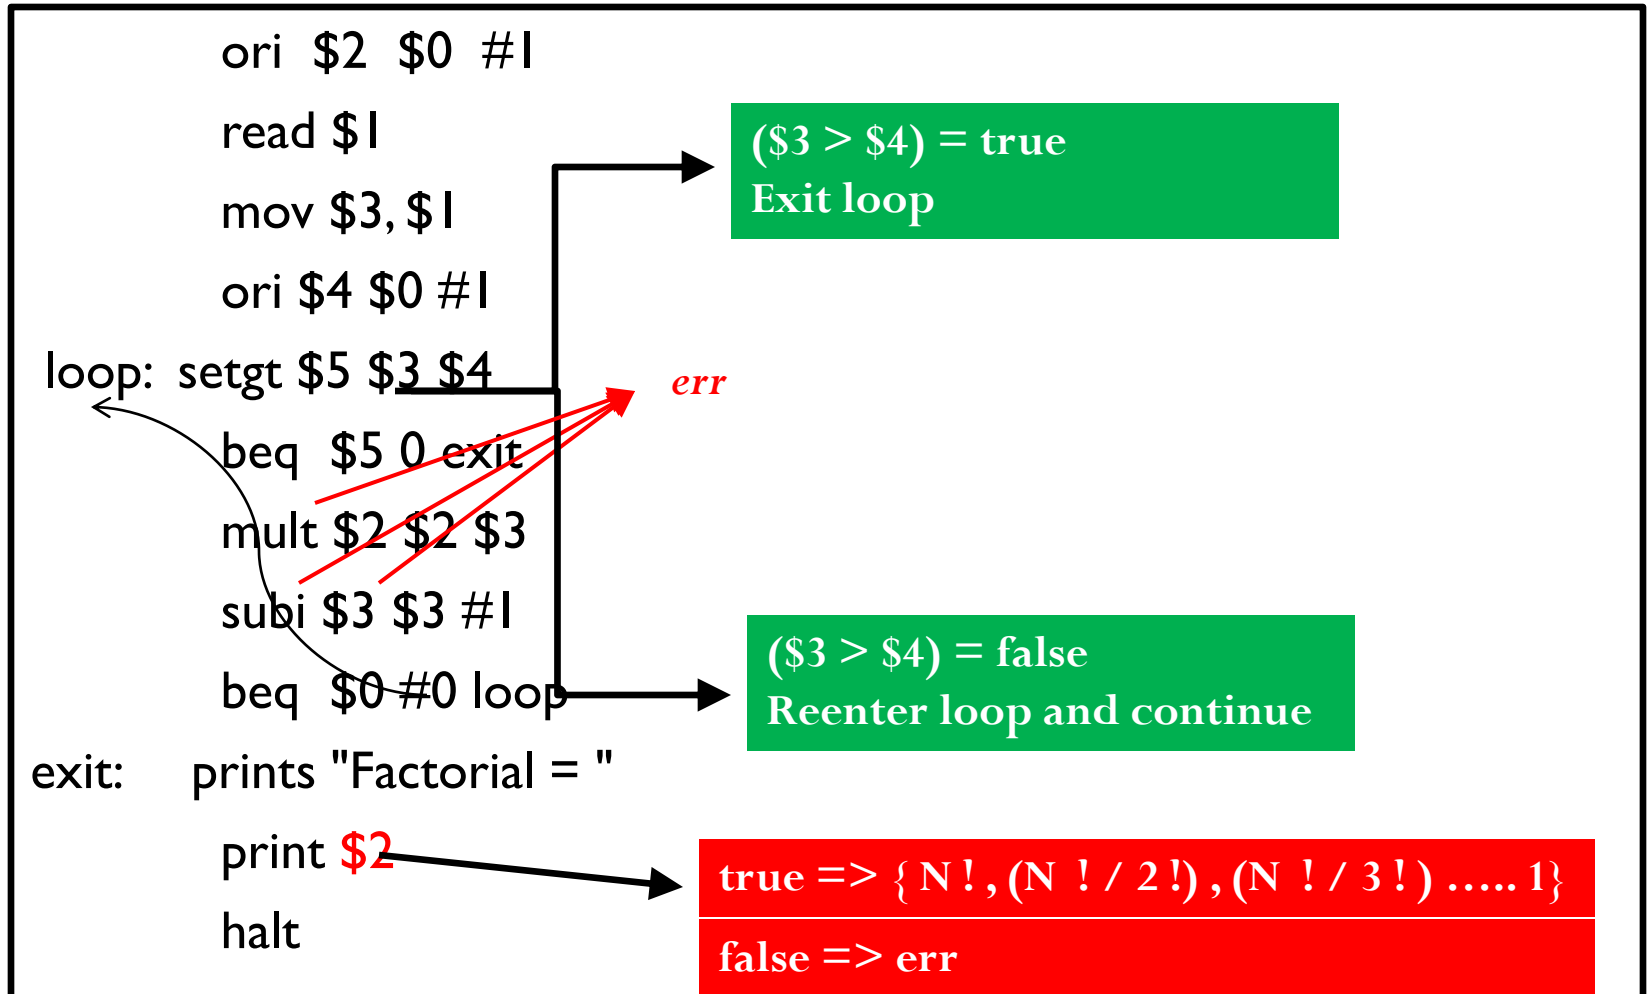 ori $2 $0 #1
read $1
mov $3, $1
ori $4 $0 #1
loop: setgt $5 $3 $4
beq $5 0 exit
mult $2 $2 $3
subi $3 $3 #1
beq $0 #0 loop
exit: prints "Factorial = "
print $2
halt
($3 > $4) = true
Exit loop
err
($3 > $4) = false
Reenter loop and continue
true => { N ! , (N ! / 2 !) , (N ! / 3 ! ) ..... 1}
false => err